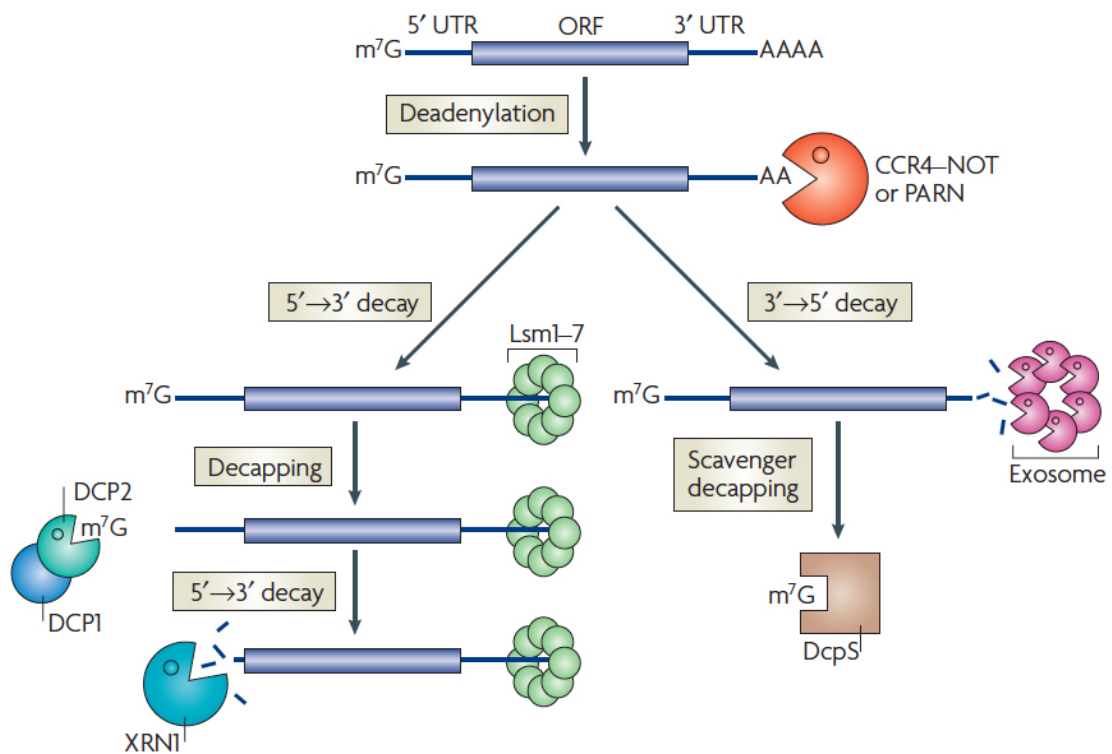 5′ UTR ORF 3′ UTR
m⁷G AAAA
Deadenylation
m⁷G AA
CCR4–NOT
or PARN
5′→3′ decay
3′→5′ decay
Lsm1–7
m⁷G
m⁷G
Decapping
Scavenger
decapping
Exosome
DCP2
m⁷G
DCP1
5′→3′ decay
m⁷G
DcpS
XRN1